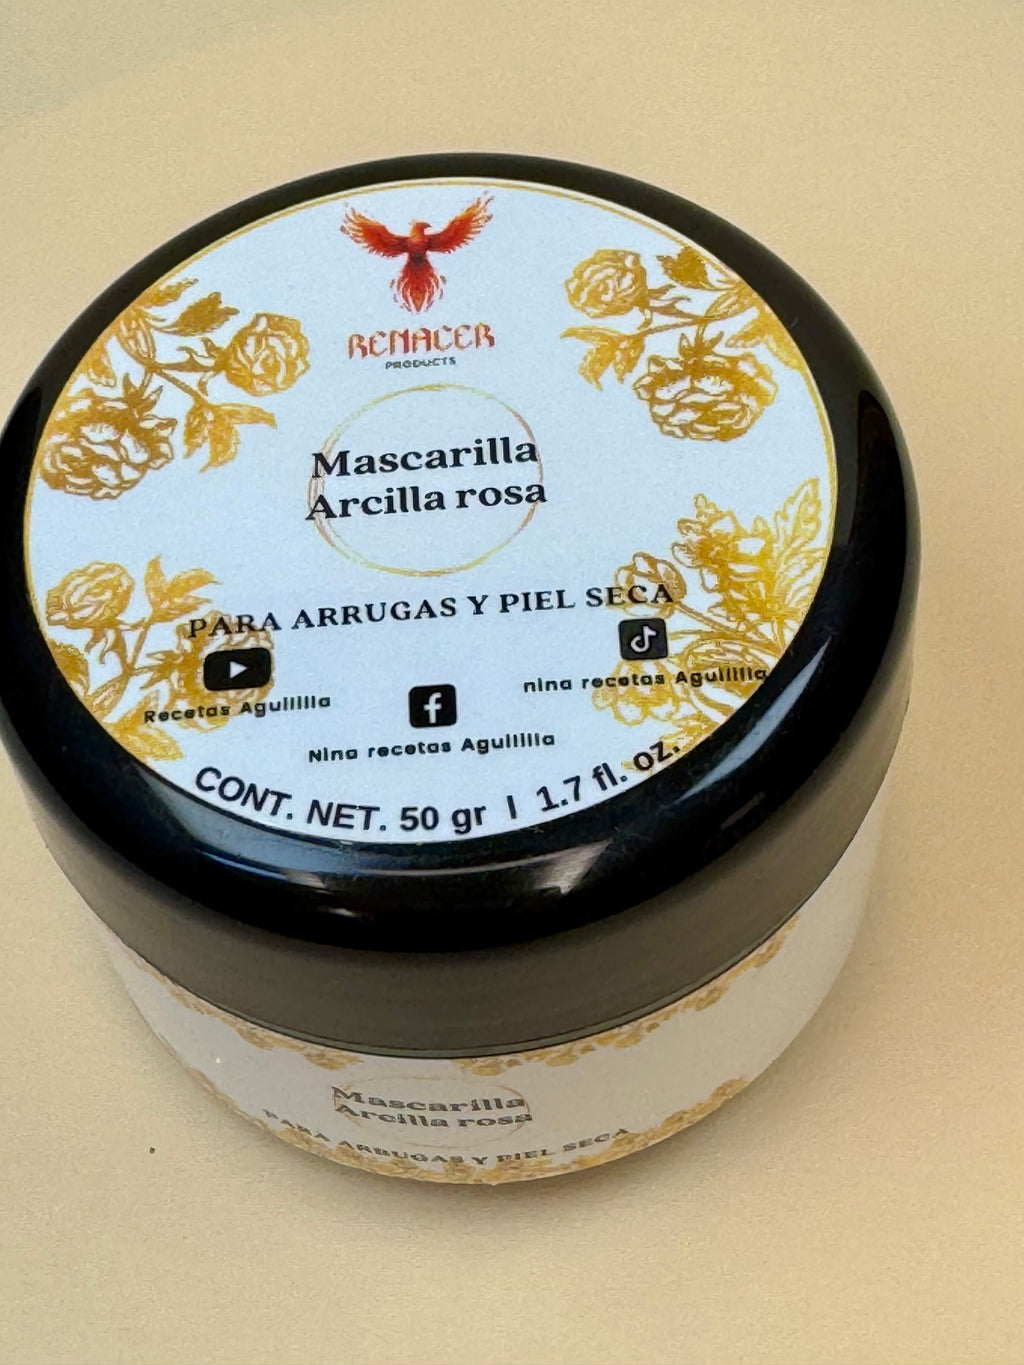 RENACER
PRODUCTS
Mascarilla
Arcilla rosa
PARA ARRUGAS Y PIEL SECA
Recetas Aguililla
nina recetas Aguililla
Nina recetas Aguililla
CONT. NET. 50 gr | 1.7 fl. oz.
Mascarilla
Arcilla rosa
PARA ARRUGAS Y PIEL SECA